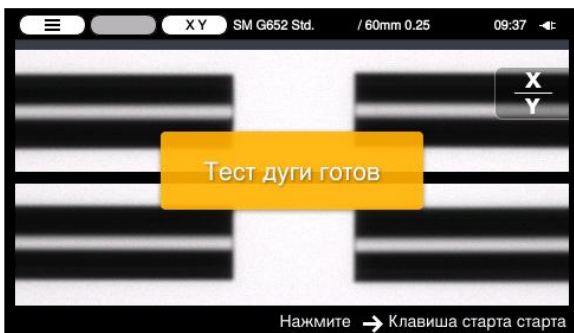 X Y SM G652 Std. / 60mm 0.25 09:37
X
Y
Тест дуги готов
Нажмите → Клавиша старта старта